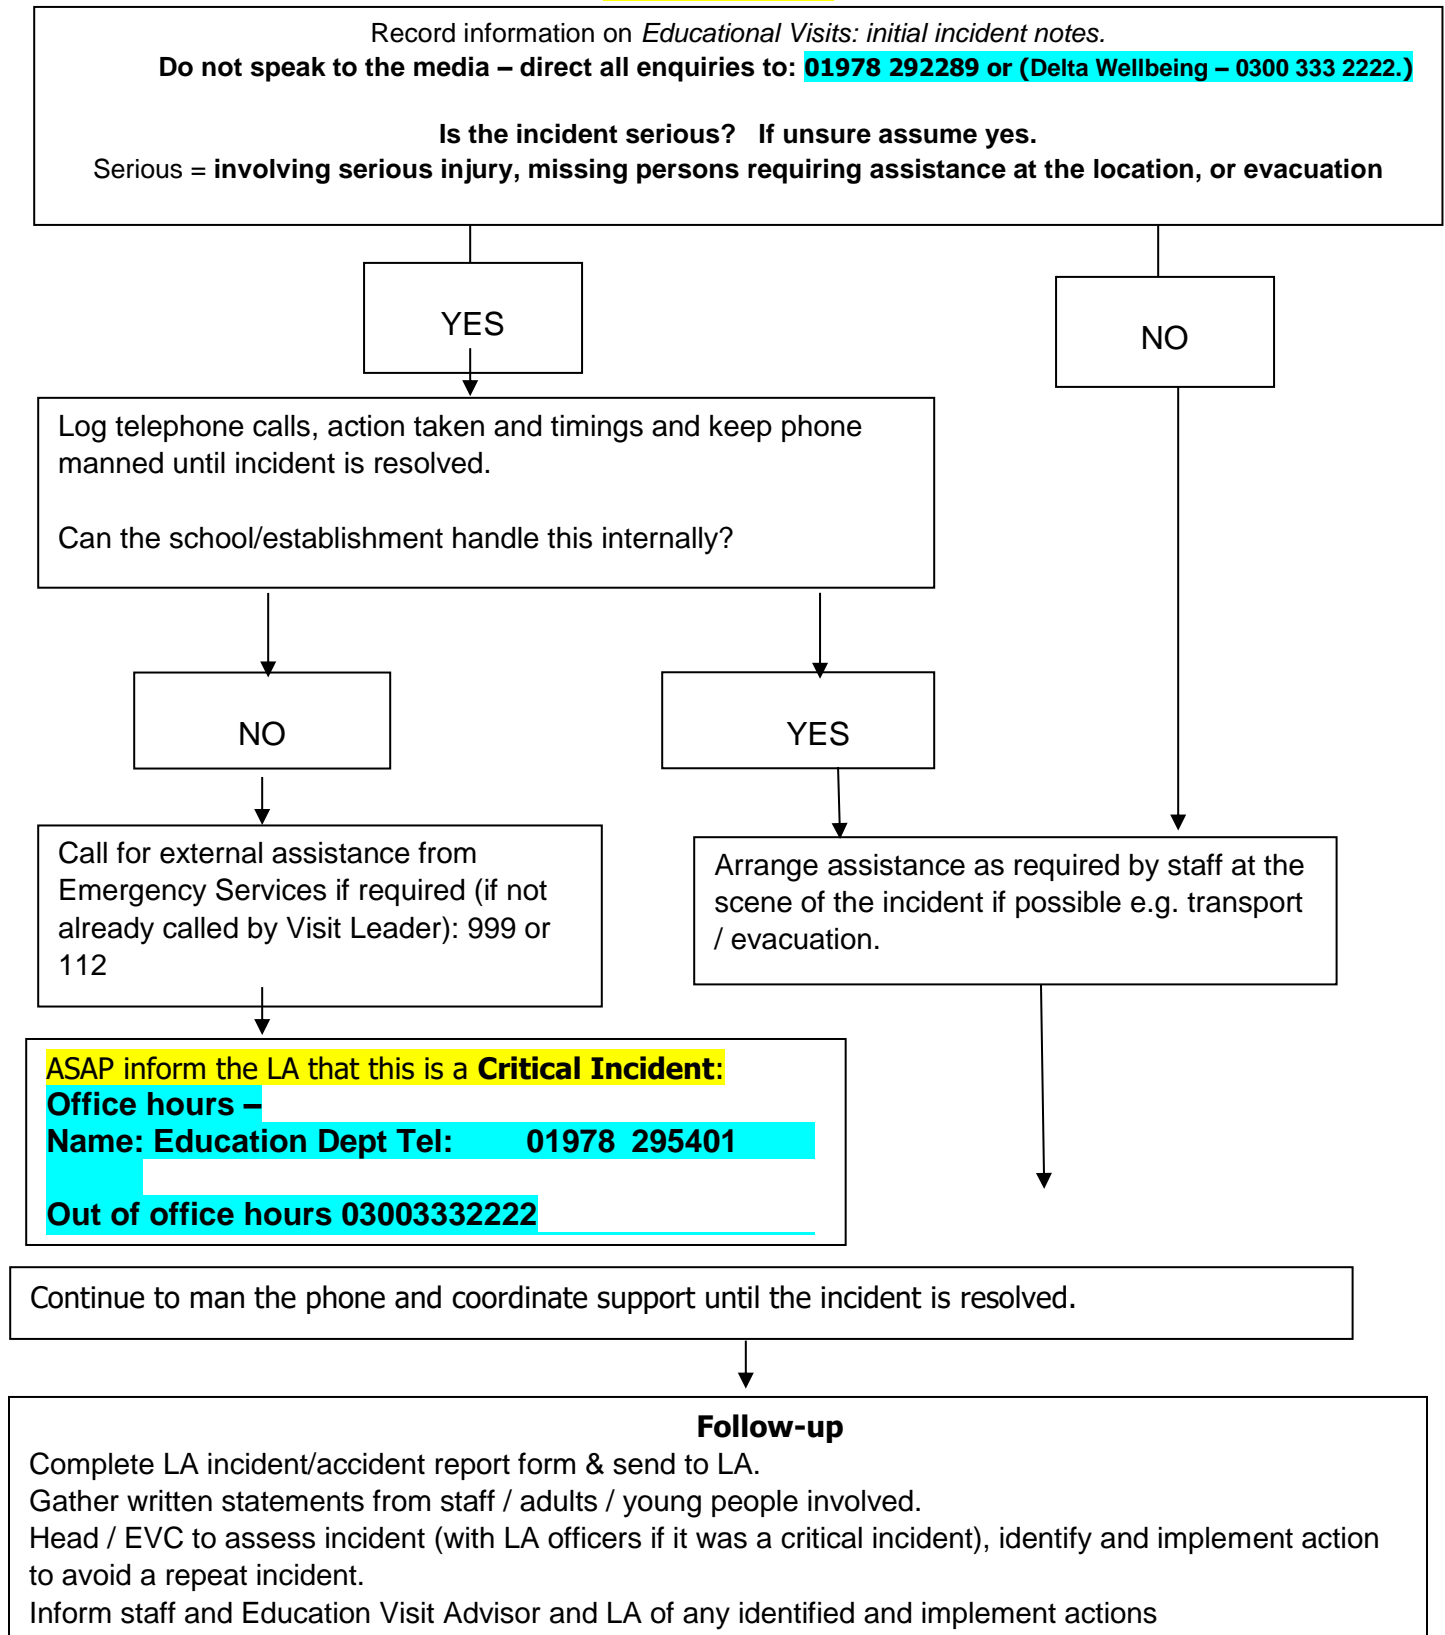 Record information on Educational Visits: initial incident notes.
Do not speak to the media – direct all enquiries to: 01978 292289 or (Delta Wellbeing – 0300 333 2222.)
Is the incident serious? If unsure assume yes.
Serious = involving serious injury, missing persons requiring assistance at the location, or evacuation
YES
NO
Log telephone calls, action taken and timings and keep phone
manned until incident is resolved.
Can the school/establishment handle this internally?
NO
YES
Call for external assistance from
Emergency Services if required (if not
already called by Visit Leader): 999 or
112
Arrange assistance as required by staff at the
scene of the incident if possible e.g. transport
/ evacuation.
ASAP inform the LA that this is a Critical Incident:
Office hours –
Name: Education Dept Tel: 01978 295401
Out of office hours 03003332222
Continue to man the phone and coordinate support until the incident is resolved.
Follow-up
Complete LA incident/accident report form & send to LA.
Gather written statements from staff / adults / young people involved.
Head / EVC to assess incident (with LA officers if it was a critical incident), identify and implement action
to avoid a repeat incident.
Inform staff and Education Visit Advisor and LA of any identified and implement actions